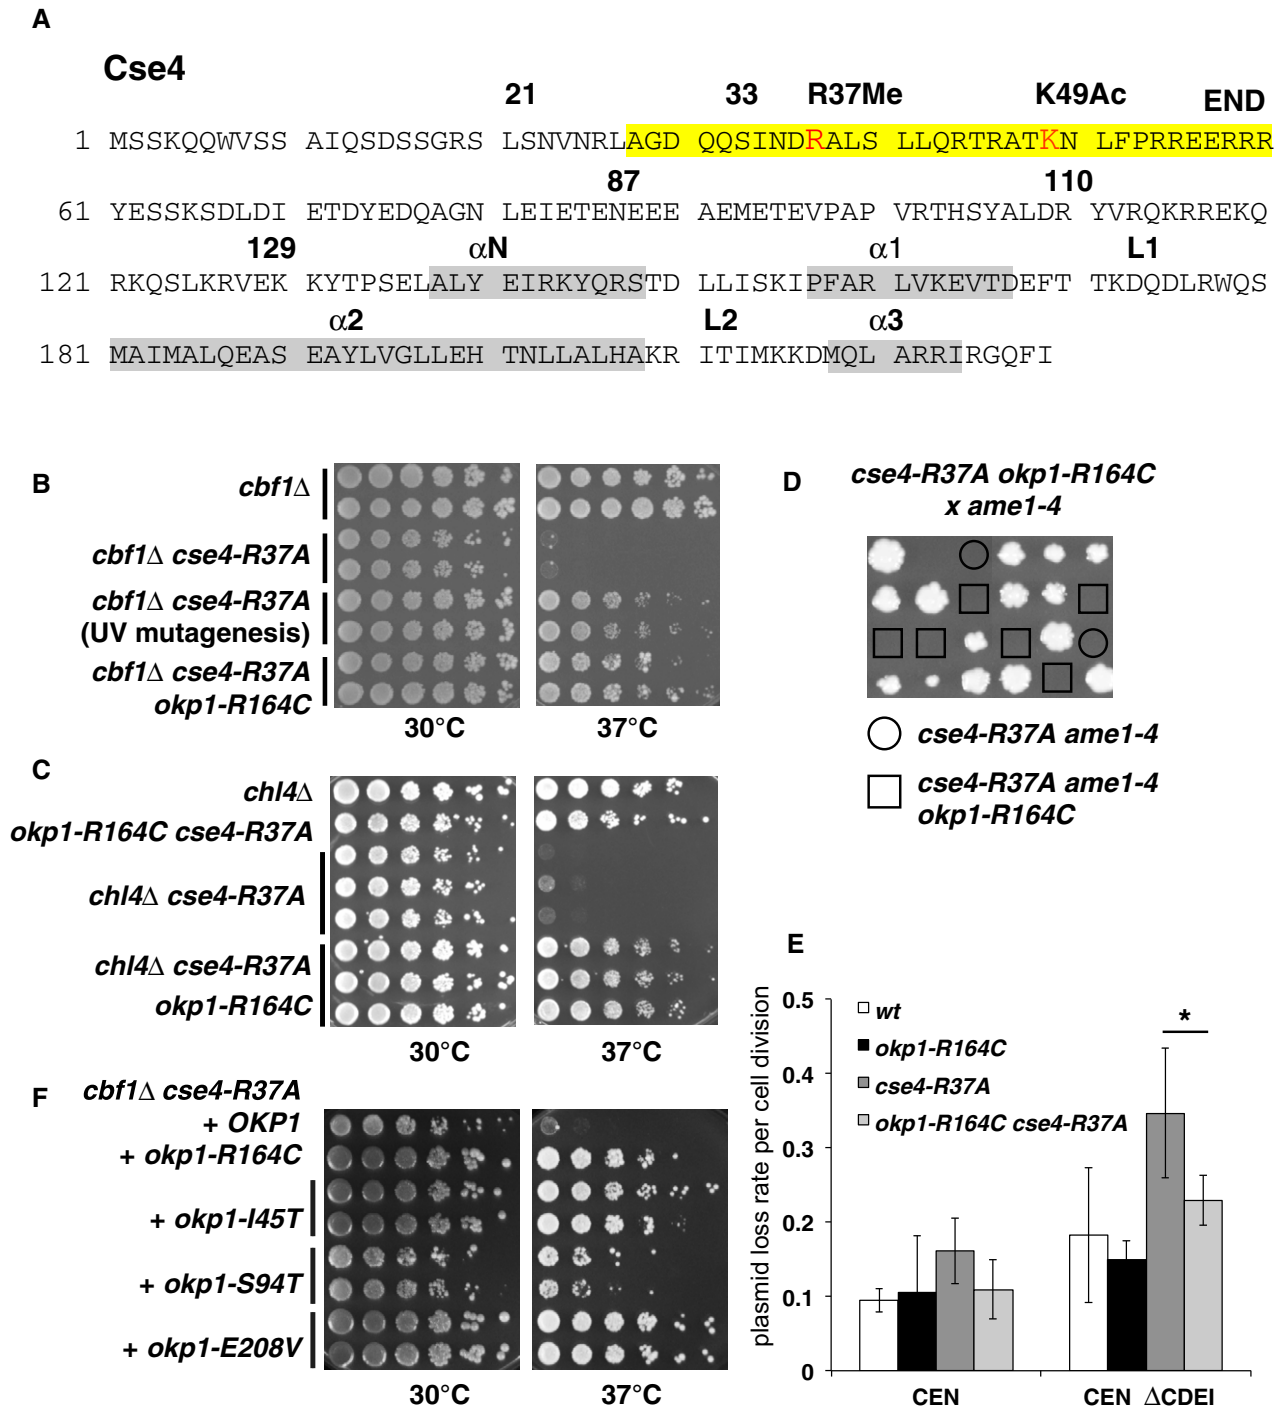 A
Cse4
21 33 R37Me K49Ac END
1 MSSKQQWVSS AIQSDSSGRS LSNVNRLAGD QQSINDRALS LLQRTRATKN LFPRREERRR
87 110
61 YESSKSDLDI ETDYEDQAGN LEIETENEEE AEMETEVPAP VRTHSYALDR YVRQKRREKQ
129 αN α1 L1
121 RKQSLKRVEK KYTPSELALY EIRKYQRSTD LLISKIPFAR LVKEVTDEFT TKDQDLRWQS
α2 L2 α3
181 MAIMALQEAS EAYLVGLLEH TNLLALHAKR ITIMKKDMQL ARRIRGQFI
B
cbf1Δ
cbf1Δ cse4-R37A
cbf1Δ cse4-R37A
(UV mutagenesis)
cbf1Δ cse4-R37A
okp1-R164C
30°C 37°C
C
chl4Δ
okp1-R164C cse4-R37A
chl4Δ cse4-R37A
chl4Δ cse4-R37A
okp1-R164C
30°C 37°C
D
cse4-R37A okp1-R164C
x ame1-4
cse4-R37A ame1-4
cse4-R37A ame1-4
okp1-R164C
E
plasmid loss rate per cell division
0.5
0.4
0.3
0.2
0.1
0
wt
okp1-R164C
cse4-R37A
okp1-R164C cse4-R37A
*
CEN CEN ΔCDEI
F
cbf1Δ cse4-R37A
+ OKP1
+ okp1-R164C
+ okp1-I45T
+ okp1-S94T
+ okp1-E208V
30°C 37°C